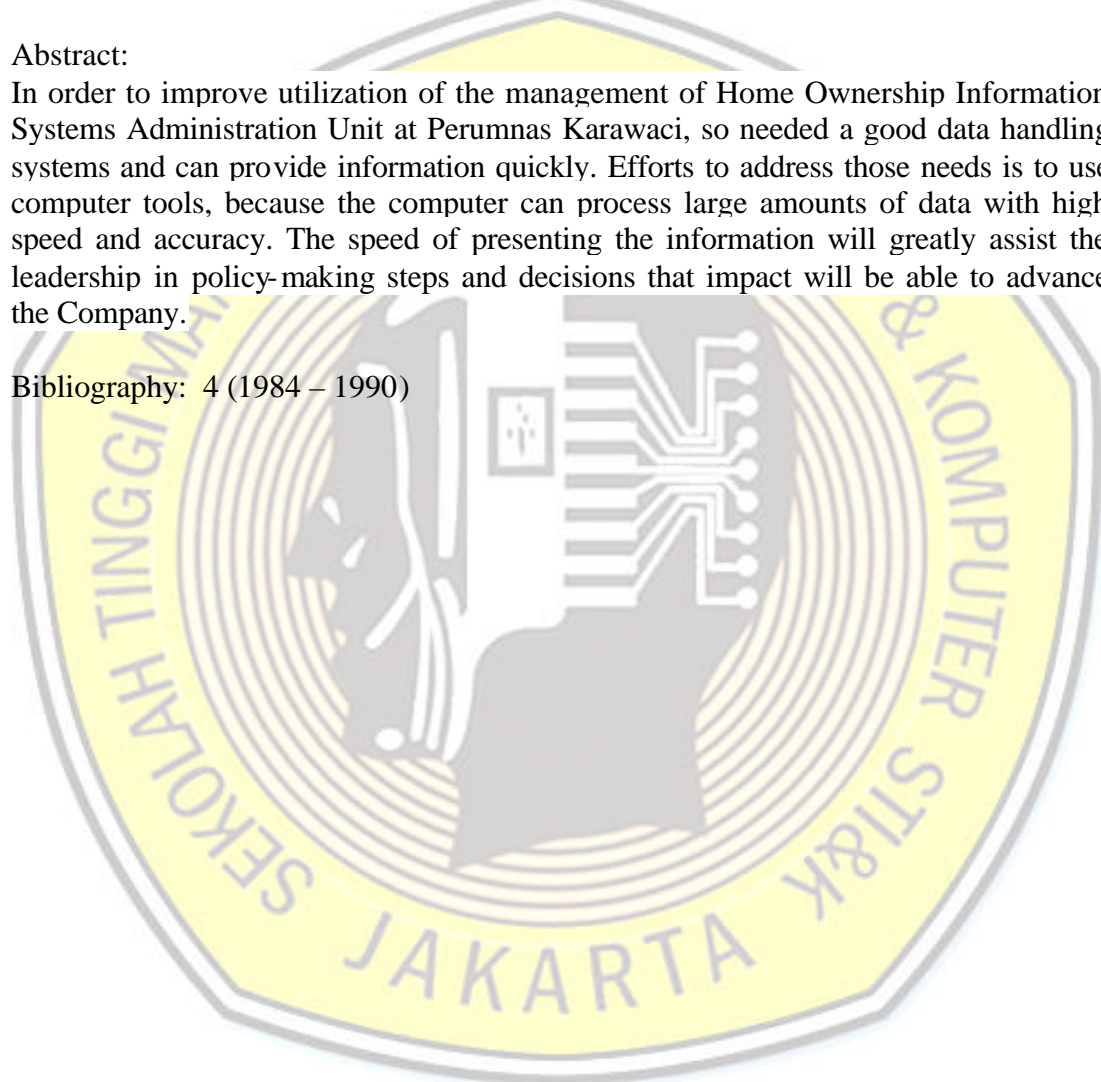 Abstract:
In order to improve utilization of the management of Home Ownership Information
Systems Administration Unit at Perumnas Karawaci, so needed a good data handling
systems and can provide information quickly. Efforts to address those needs is to use
computer tools, because the computer can process large amounts of data with high
speed and accuracy. The speed of presenting the information will greatly assist the
leadership in policy-making steps and decisions that impact will be able to advance
the Company.
Bibliography: 4 (1984 – 1990)
SEKOLAH TINGGI & KOMPUTER STI&K
JAKARTA